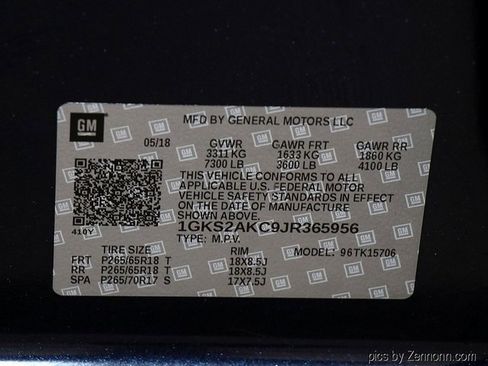 GM
MFD BY GENERAL MOTORS LLC
05/18 GVWR GAWR FRT GAWR RR
3311 KG 1633 KG 1860 KG
7300 LB 3600 LB 4100 LB
THIS VEHICLE CONFORMS TO ALL
APPLICABLE U.S. FEDERAL MOTOR
VEHICLE SAFETY STANDARDS IN EFFECT
ON THE DATE OF MANUFACTURE
SHOWN ABOVE.
410Y 1GKS2AKC9JR365956
TYPE: M.P.V.
TIRE SIZE RIM MODEL: 96TK15706
FRT P265/65R18 T 18X8.5J
RR P265/65R18 T 18X8.5J
SPA P265/70R17 S 17X7.5J
pics by Zennonn.com